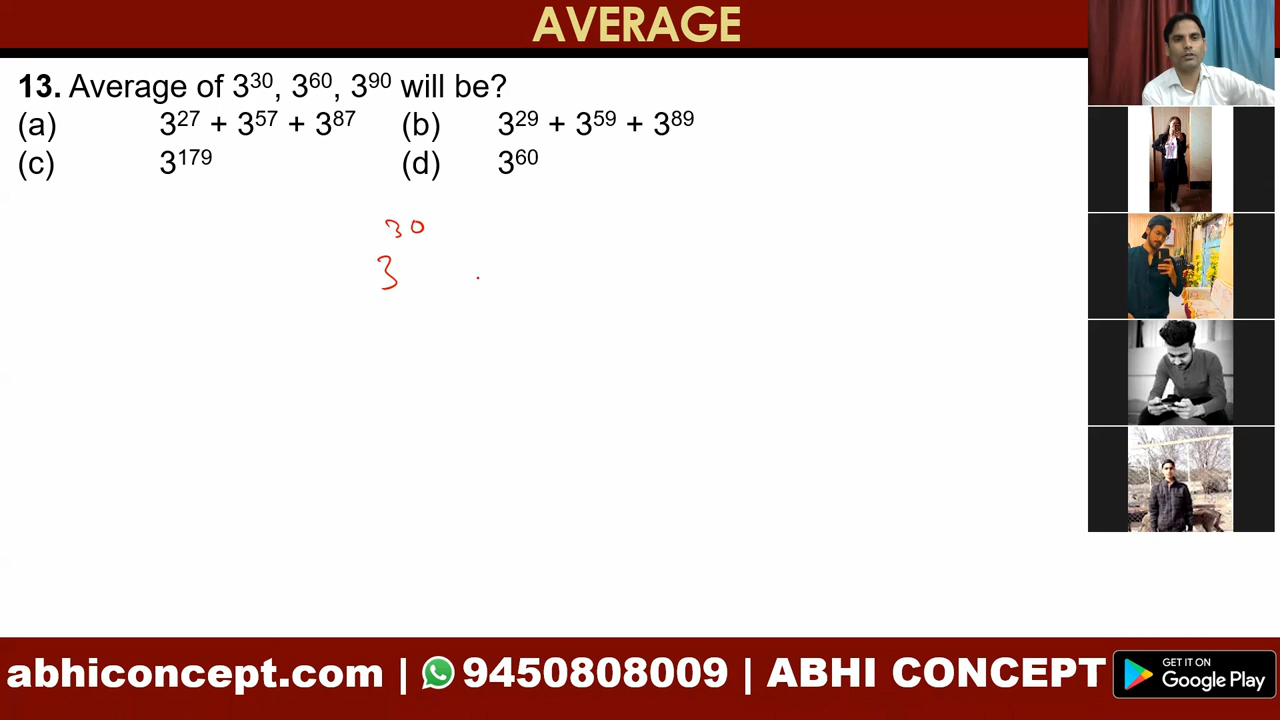 AVERAGE
13. Average of 3³⁰, 3⁶⁰, 3⁹⁰ will be?
(a) 3²⁷ + 3⁵⁷ + 3⁸⁷ (b) 3²⁹ + 3⁵⁹ + 3⁸⁹
(c) 3¹⁷⁹ (d) 3⁶⁰
3³⁰
abhiconcept.com | 9450808009 | ABHI CONCEPT
GET IT ON
Google Play